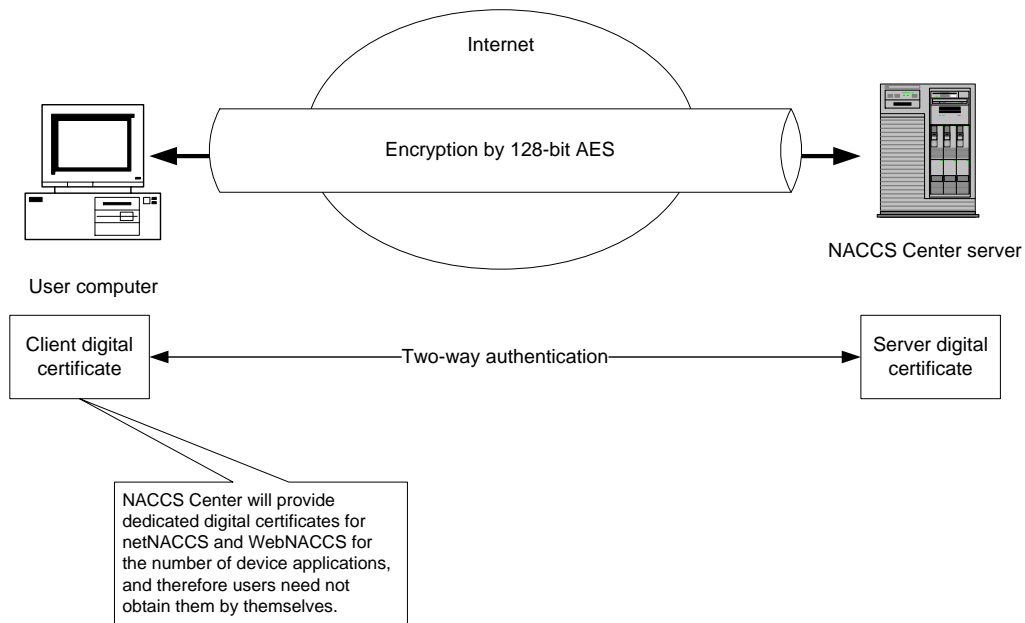 Internet
Encryption by 128-bit AES
NACCS Center server
User computer
Client digital
certificate
Two-way authentication
Server digital
certificate
NACCS Center will provide
dedicated digital certificates for
netNACCS and WebNACCS for
the number of device applications,
and therefore users need not
obtain them by themselves.